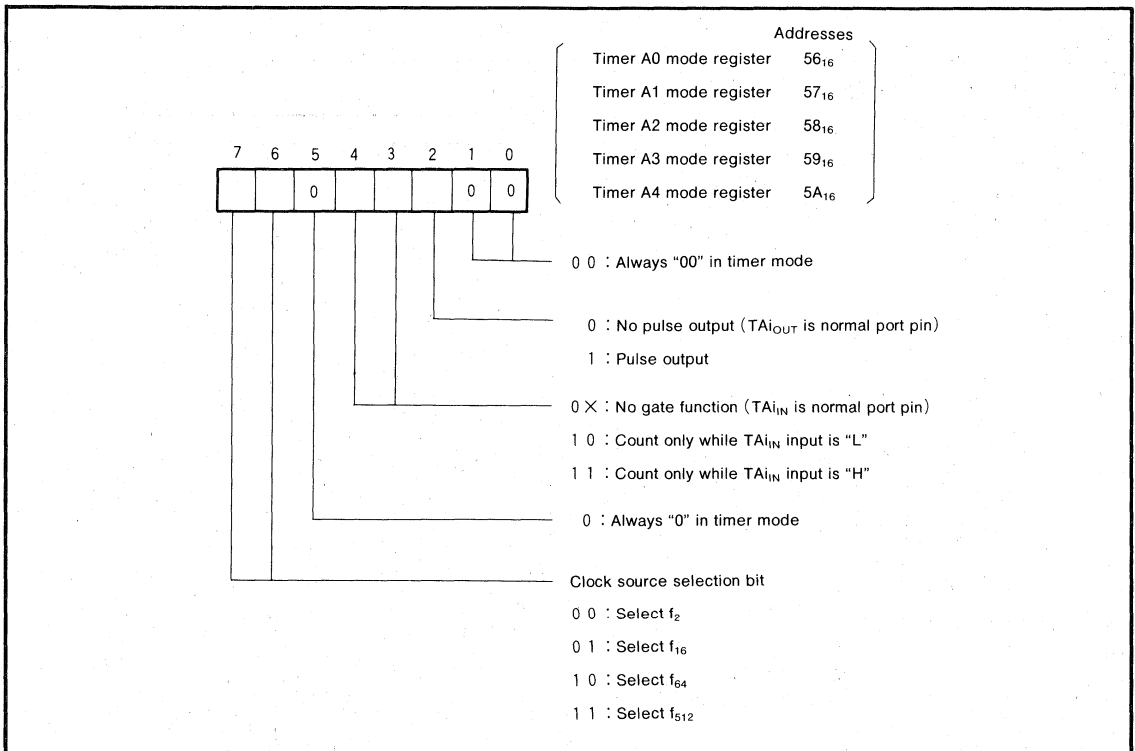 Addresses
Timer A0 mode register 56₁₆
Timer A1 mode register 57₁₆
Timer A2 mode register 58₁₆
Timer A3 mode register 59₁₆
Timer A4 mode register 5A₁₆
7 6 5 4 3 2 1 0
0 0 0
0 0 : Always “00” in timer mode
0 : No pulse output (TAiOUT is normal port pin)
1 : Pulse output
0 X : No gate function (TAiIN is normal port pin)
1 0 : Count only while TAiIN input is “L”
1 1 : Count only while TAiIN input is “H”
0 : Always “0” in timer mode
Clock source selection bit
0 0 : Select f₂
0 1 : Select f₁₆
1 0 : Select f₆₄
1 1 : Select f₅₁₂